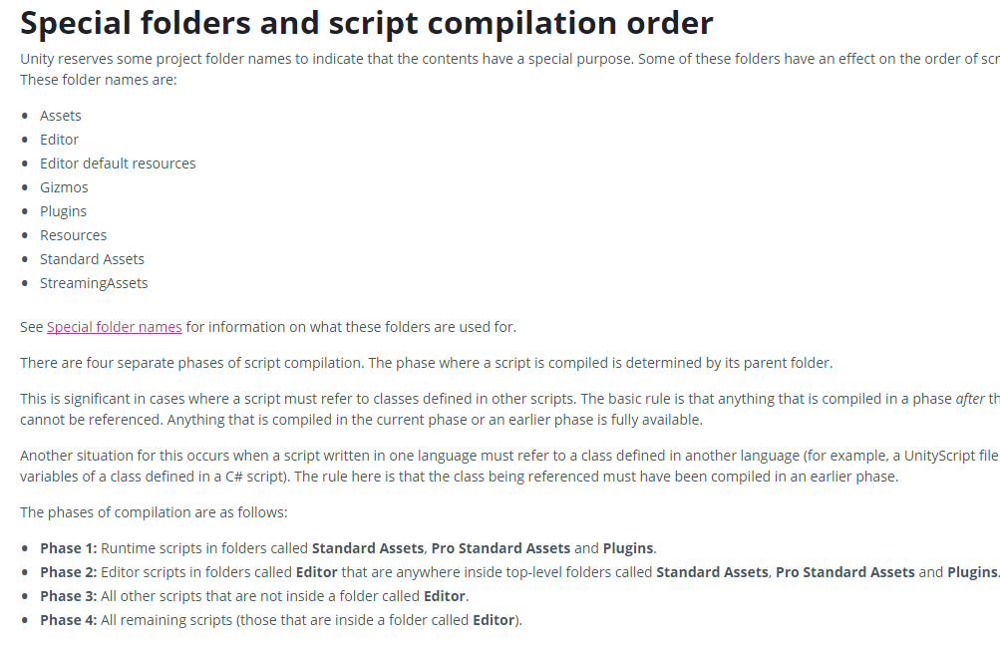 Special folders and script compilation order
Unity reserves some project folder names to indicate that the contents have a special purpose. Some of these folders have an effect on the order of scr
These folder names are:
• Assets
• Editor
• Editor default resources
• Gizmos
• Plugins
• Resources
• Standard Assets
• StreamingAssets
See Special folder names for information on what these folders are used for.
There are four separate phases of script compilation. The phase where a script is compiled is determined by its parent folder.
This is significant in cases where a script must refer to classes defined in other scripts. The basic rule is that anything that is compiled in a phase after th
cannot be referenced. Anything that is compiled in the current phase or an earlier phase is fully available.
Another situation for this occurs when a script written in one language must refer to a class defined in another language (for example, a UnityScript file
variables of a class defined in a C# script). The rule here is that the class being referenced must have been compiled in an earlier phase.
The phases of compilation are as follows:
• Phase 1: Runtime scripts in folders called Standard Assets, Pro Standard Assets and Plugins.
• Phase 2: Editor scripts in folders called Editor that are anywhere inside top-level folders called Standard Assets, Pro Standard Assets and Plugins.
• Phase 3: All other scripts that are not inside a folder called Editor.
• Phase 4: All remaining scripts (those that are inside a folder called Editor).